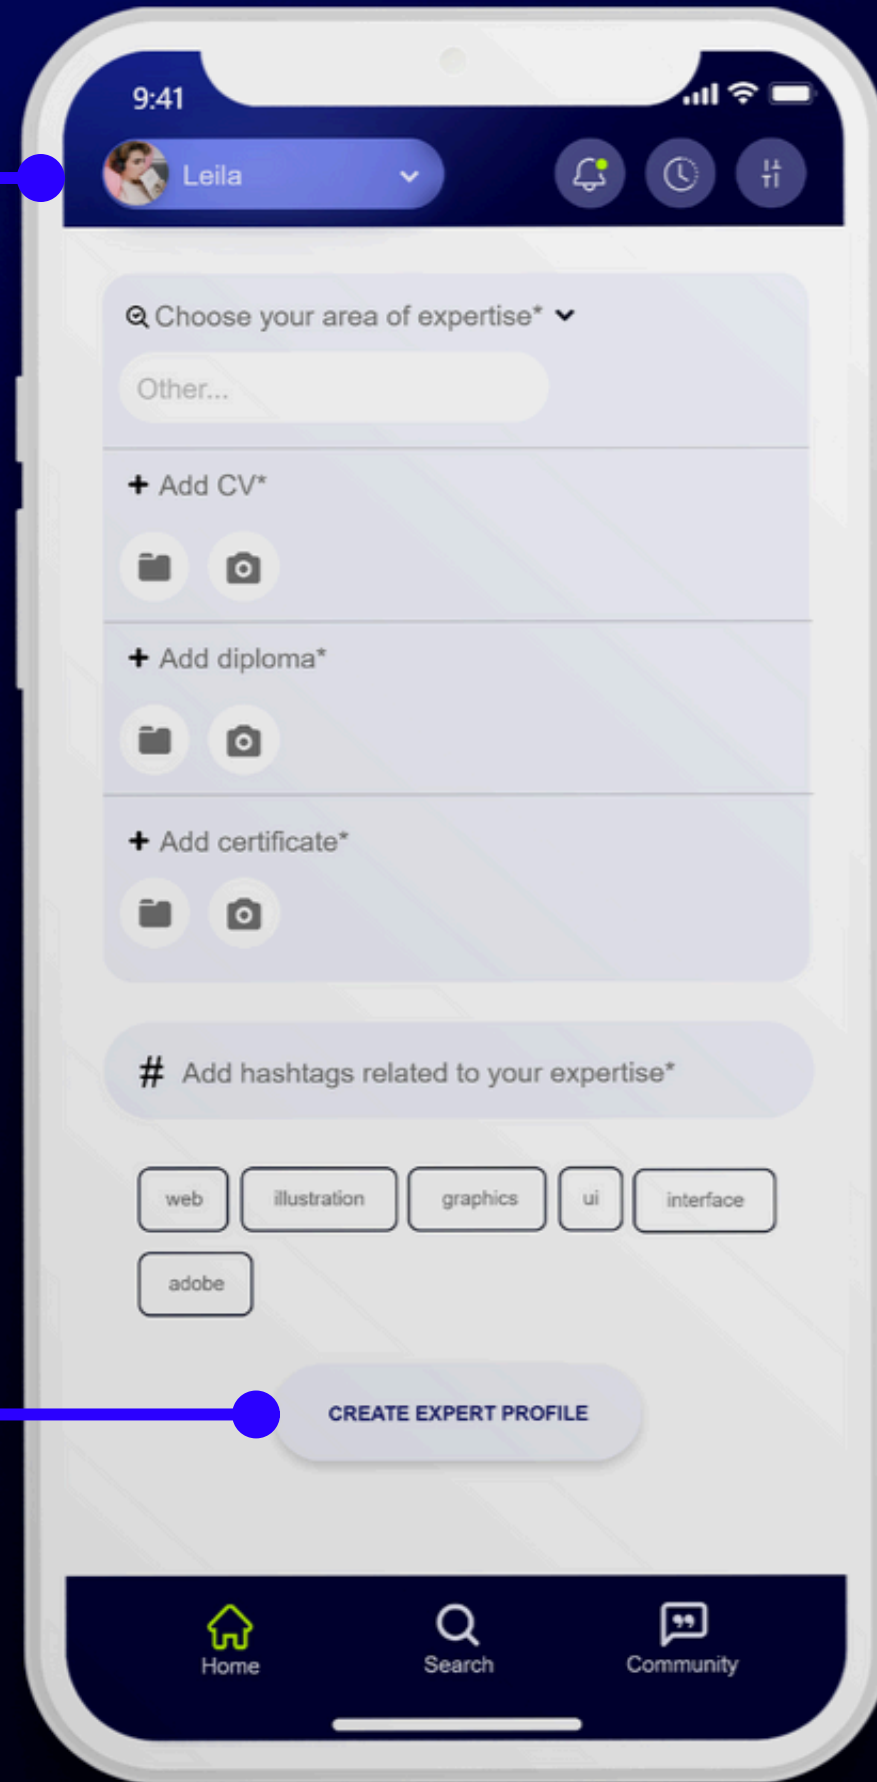 9:41
Leila
Choose your area of expertise*
Other...
+ Add CV*
+ Add diploma*
+ Add certificate*
# Add hashtags related to your expertise*
web illustration graphics ui interface
adobe
CREATE EXPERT PROFILE
Home Search Community